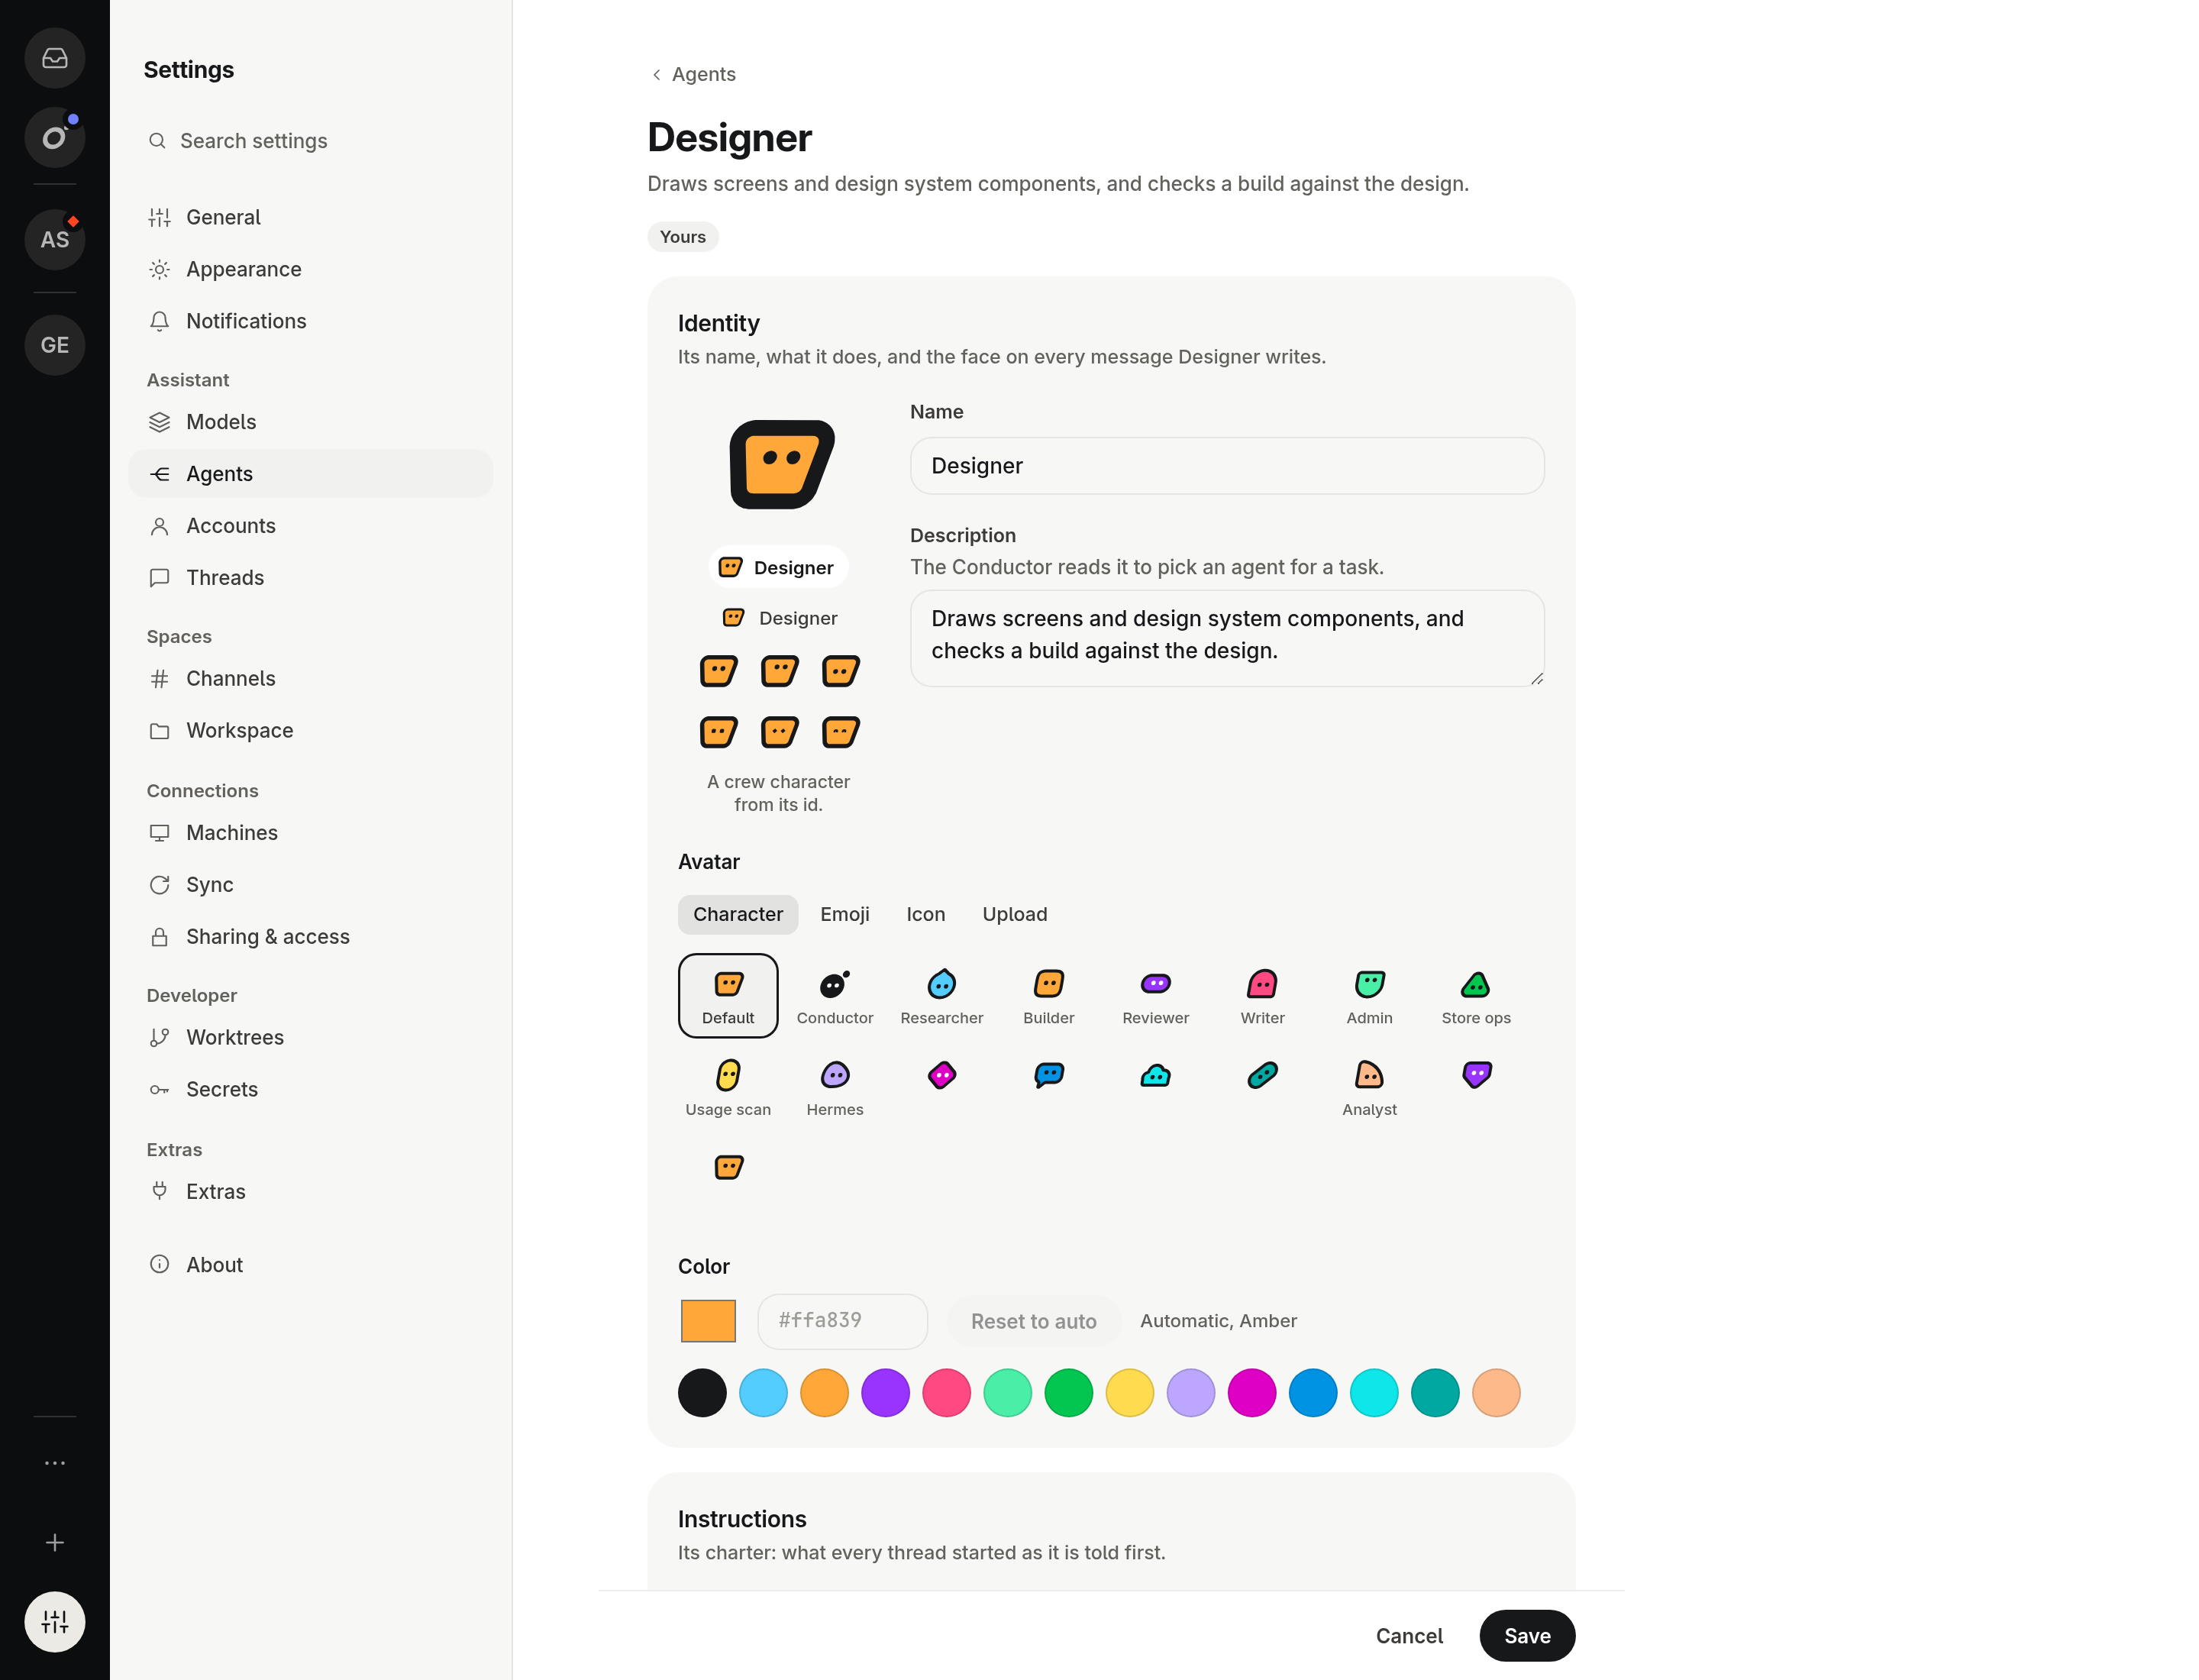 AS
GE
Settings
Search settings
General
Appearance
Notifications
Assistant
Models
Agents
Accounts
Threads
Spaces
Channels
Workspace
Connections
Machines
Sync
Sharing & access
Developer
Worktrees
Secrets
Extras
Extras
About
Agents
Designer
Draws screens and design system components, and checks a build against the design.
Yours
Identity
Its name, what it does, and the face on every message Designer writes.
Designer
Designer
A crew character
from its id.
Name
Designer
Description
The Conductor reads it to pick an agent for a task.
Draws screens and design system components, and
checks a build against the design.
Avatar
Character Emoji Icon Upload
Default Conductor Researcher Builder Reviewer Writer Admin Store ops
Usage scan Hermes Analyst
Color
#ffa839 Reset to auto Automatic, Amber
Instructions
Its charter: what every thread started as it is told first.
Cancel Save